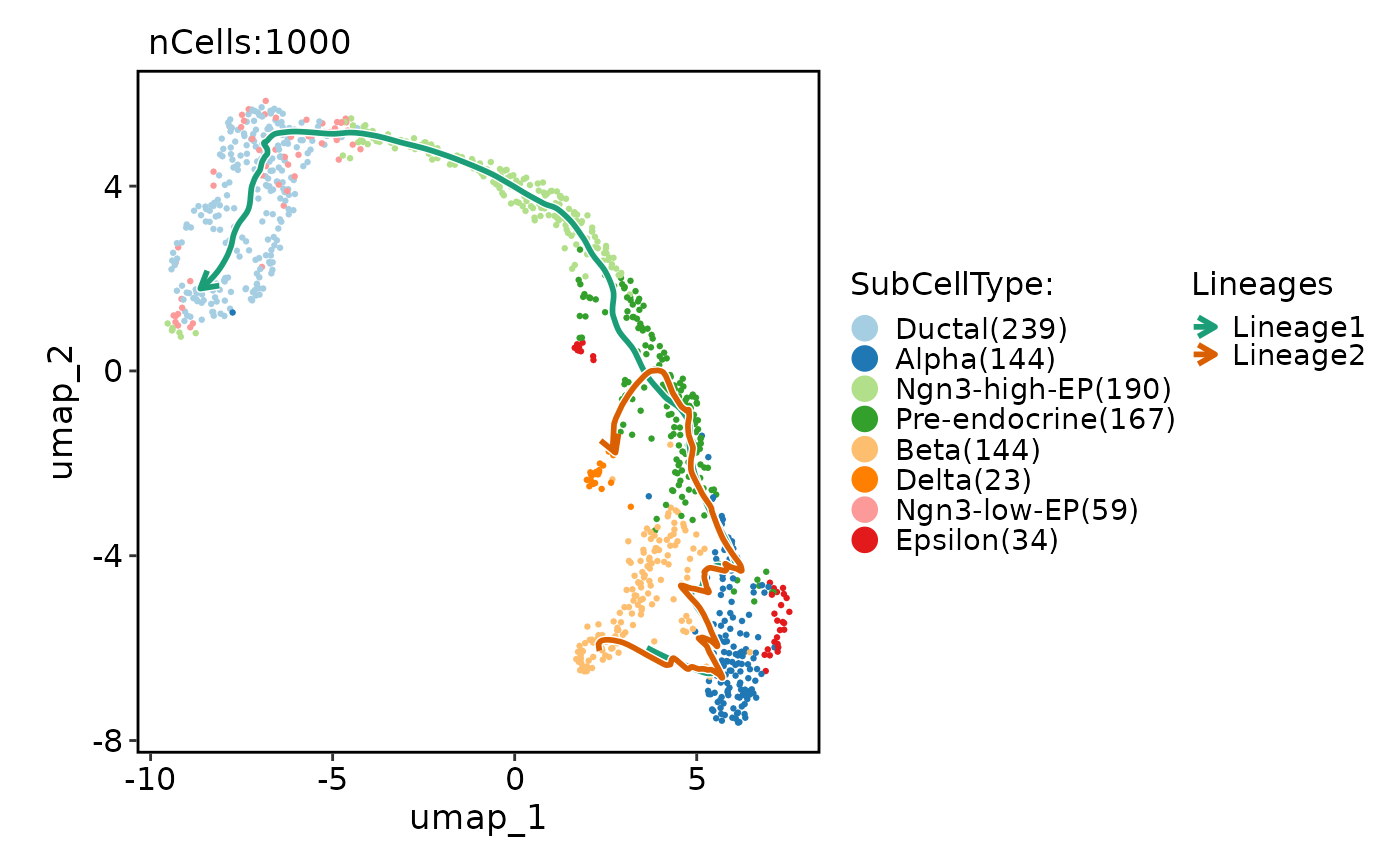 nCells:1000
umap_2
4
0
-4
-8
-10
-5
0
5
umap_1
SubCellType:
Ductal(239)
Alpha(144)
Ngn3-high-EP(190)
Pre-endocrine(167)
Beta(144)
Delta(23)
Ngn3-low-EP(59)
Epsilon(34)
Lineages
Lineage1
Lineage2